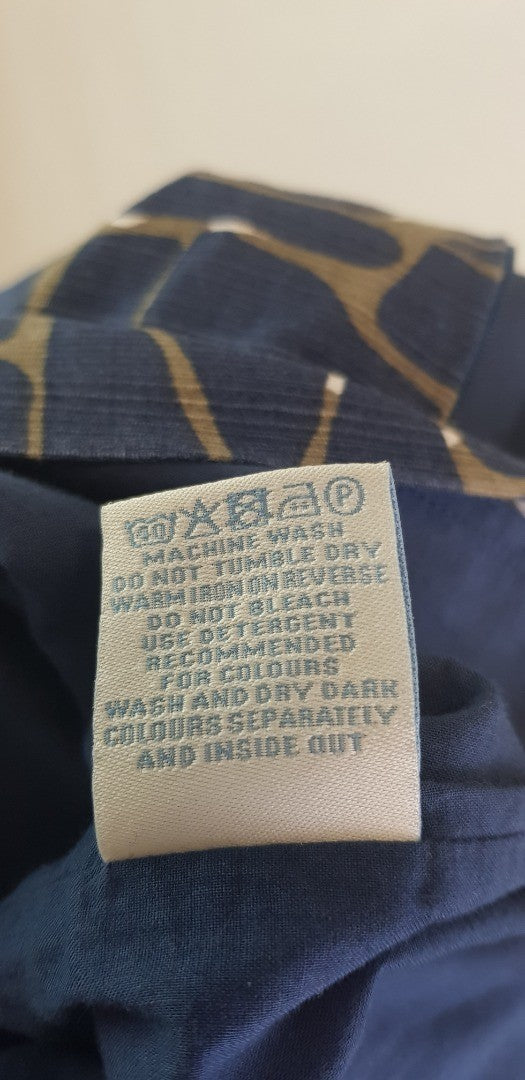 40 P
MACHINE WASH
DO NOT TUMBLE DRY
WARM IRON ON REVERSE
DO NOT BLEACH
USE DETERGENT
RECOMMENDED
FOR COLOURS
WASH AND DRY DARK
COLOURS SEPARATELY
AND INSIDE OUT